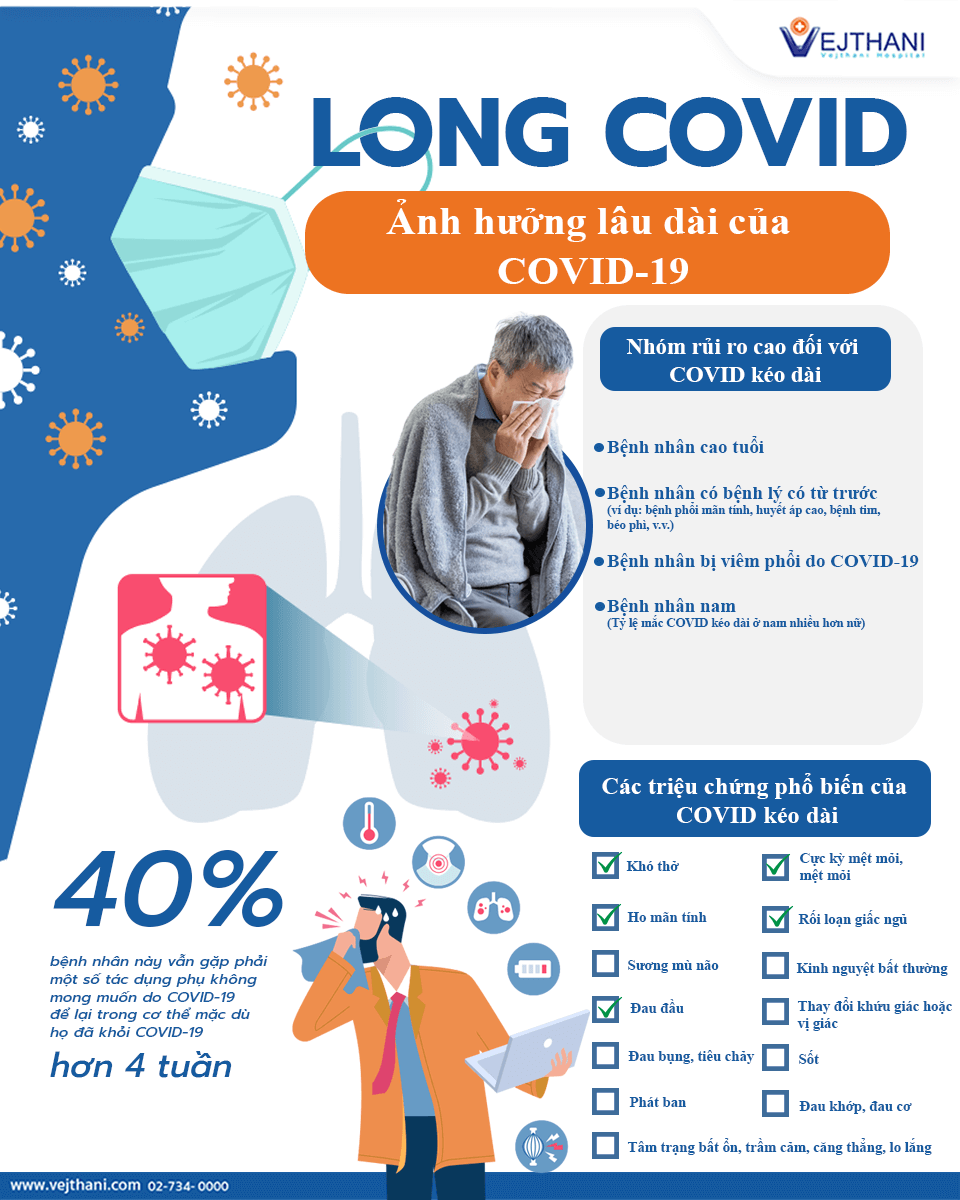 VEJTHANI
Vejthani Hospital
LONG COVID
Ảnh hưởng lâu dài của
COVID-19
Nhóm rủi ro cao đối với
COVID kéo dài
Bệnh nhân cao tuổi
Bệnh nhân có bệnh lý có từ trước
(ví dụ: bệnh phổi mãn tính, huyết áp cao, bệnh tim,
béo phì, v.v.)
Bệnh nhân bị viêm phổi do COVID-19
Bệnh nhân nam
(Tỷ lệ mắc COVID kéo dài ở nam nhiều hơn nữ)
40%
bệnh nhân này vẫn gặp phải
một số tác dụng phụ không
mong muốn do COVID-19
để lại trong cơ thể mặc dù
họ đã khỏi COVID-19
hơn 4 tuần
Các triệu chứng phổ biến của
COVID kéo dài
Khó thở
Cực kỳ mệt mỏi,
mệt mỏi
Ho mãn tính
Rối loạn giấc ngủ
Sương mù não
Kinh nguyệt bất thường
Đau đầu
Thay đổi khứu giác hoặc
vị giác
Đau bụng, tiêu chảy
Sốt
Phát ban
Đau khớp, đau cơ
Tâm trạng bất ổn, trầm cảm, căng thẳng, lo lắng
www.vejthani.com 02-734- 0000